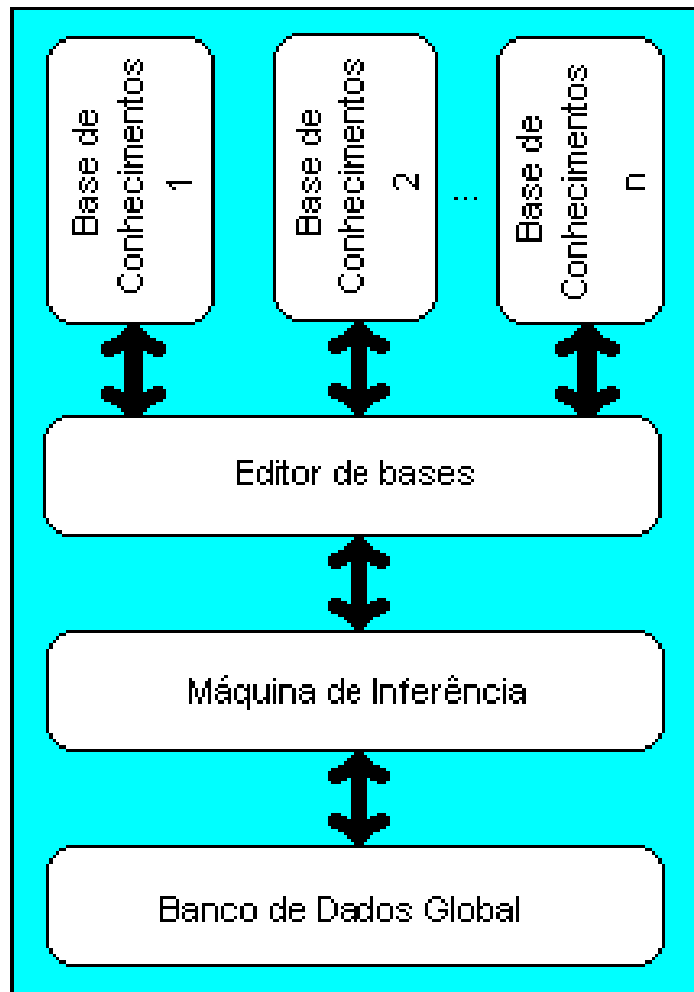 Base de
Conhecimentos
1
Base de
Conhecimentos
2
...
Base de
Conhecimentos
n
Editor de bases
Máquina de Inferência
Banco de Dados Global